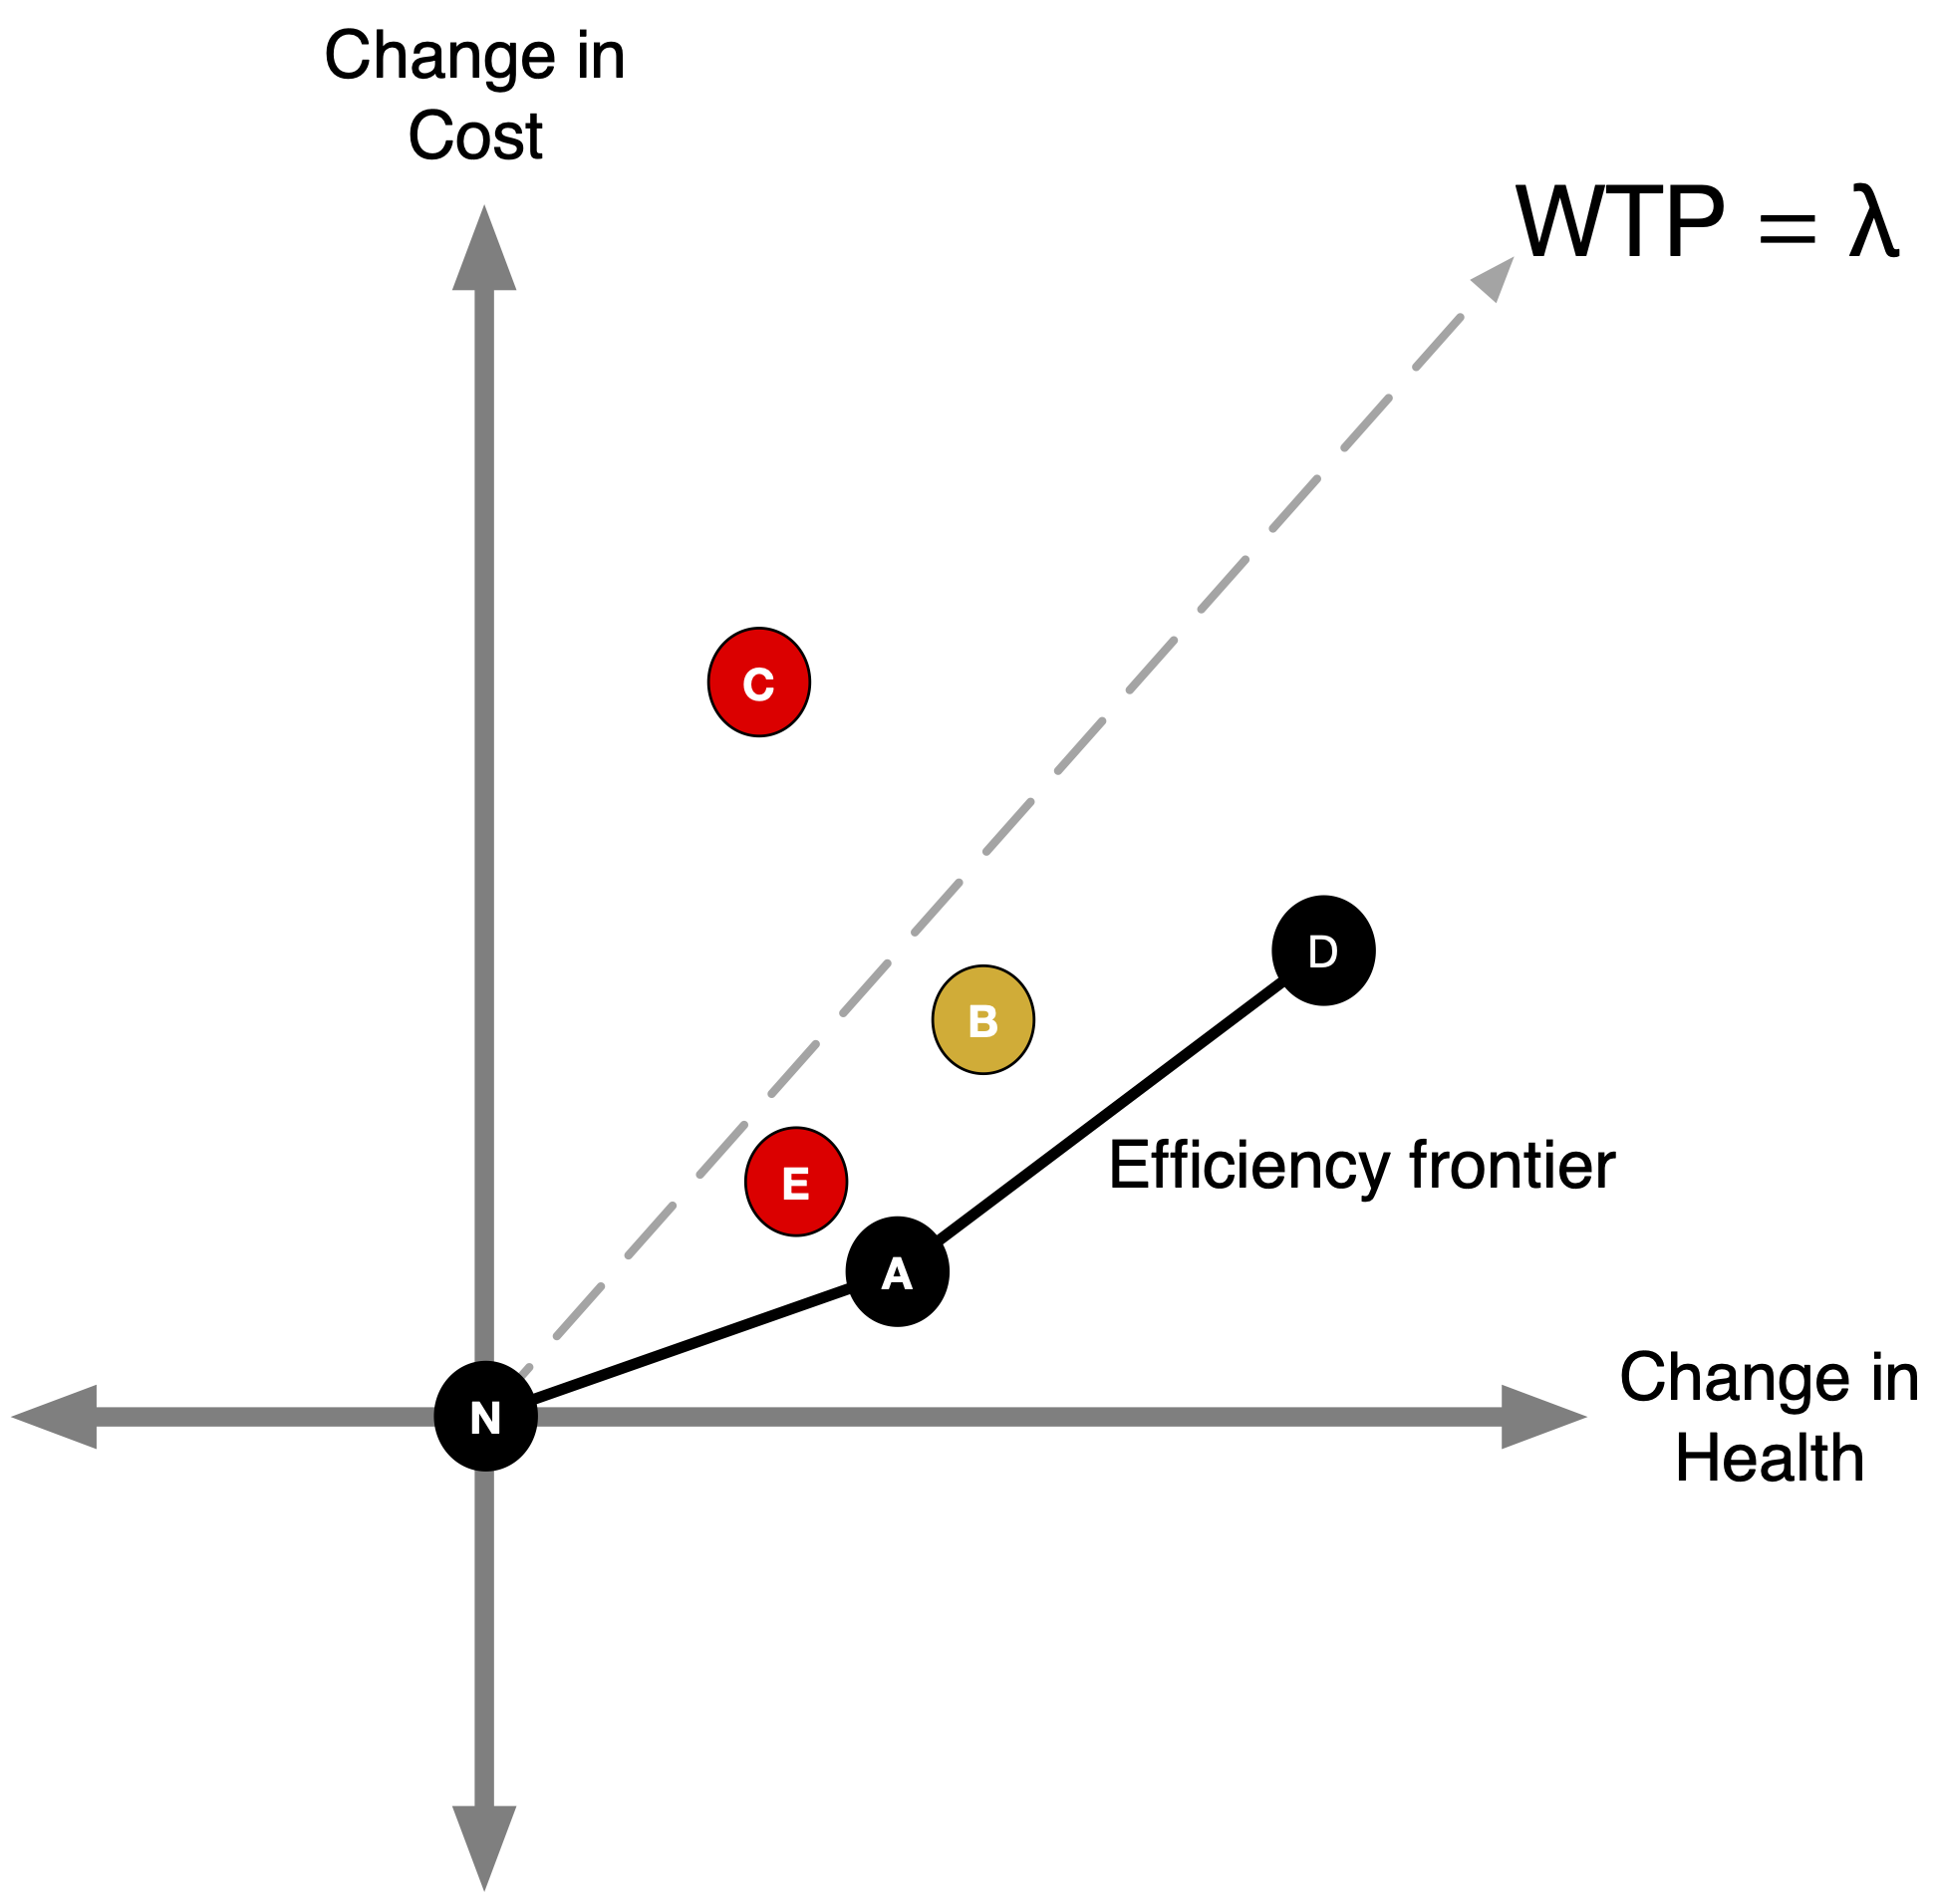 Change in
Cost
WTP = λ
C
D
B
Efficiency frontier
E
A
N
Change in
Health